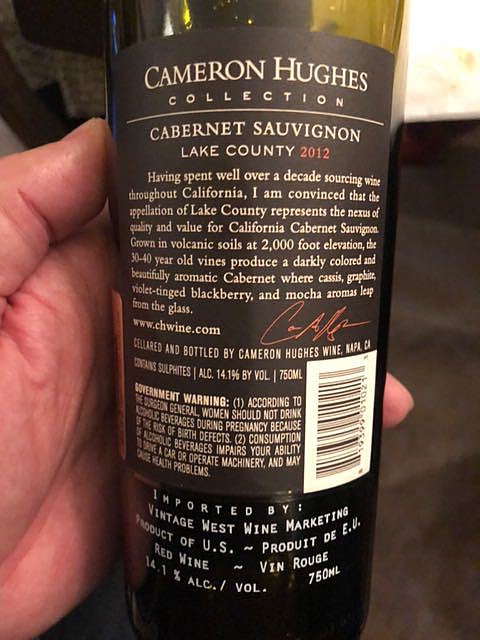 CAMERON HUGHES
COLLECTION
CABERNET SAUVIGNON
LAKE COUNTY 2012
Having spent well over a decade sourcing wine
throughout California, I am convinced that the
appellation of Lake County represents the nexus of
quality and value for California Cabernet Sauvignon.
Grown in volcanic soils at 2,000 foot elevation, the
30-40 year old vines produce a darkly colored and
beautifully aromatic Cabernet where cassis, graphite,
violet-tinged blackberry, and mocha aromas leap
from the glass.
www.chwine.com
CELLARED AND BOTTLED BY CAMERON HUGHES WINE, NAPA, CA
CONTAINS SULPHITES | ALC. 14.1% BY VOL. | 750ML
GOVERNMENT WARNING: (1) ACCORDING TO
THE SURGEON GENERAL, WOMEN SHOULD NOT DRINK
ALCOHOLIC BEVERAGES DURING PREGNANCY BECAUSE
OF THE RISK OF BIRTH DEFECTS. (2) CONSUMPTION
OF ALCOHOLIC BEVERAGES IMPAIRS YOUR ABILITY
TO DRIVE A CAR OR OPERATE MACHINERY, AND MAY
CAUSE HEALTH PROBLEMS.
IMPORTED BY:
VINTAGE WEST WINE MARKETING
PRODUCT OF U.S. ~ PRODUIT DE E.U.
RED WINE ~ VIN ROUGE
14.1 % ALC./ VOL. 750ML